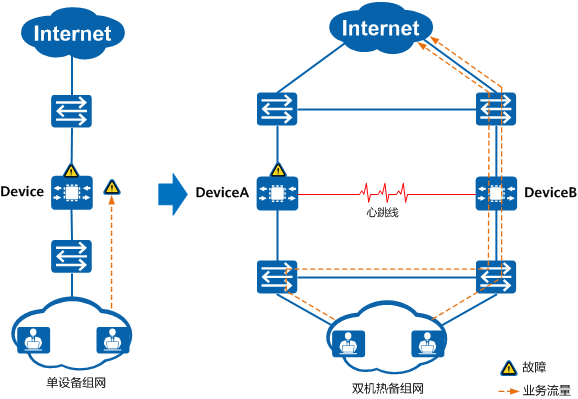 Internet
Internet
Device
DeviceA
DeviceB
心跳线
单设备组网
双机热备组网
故障
业务流量